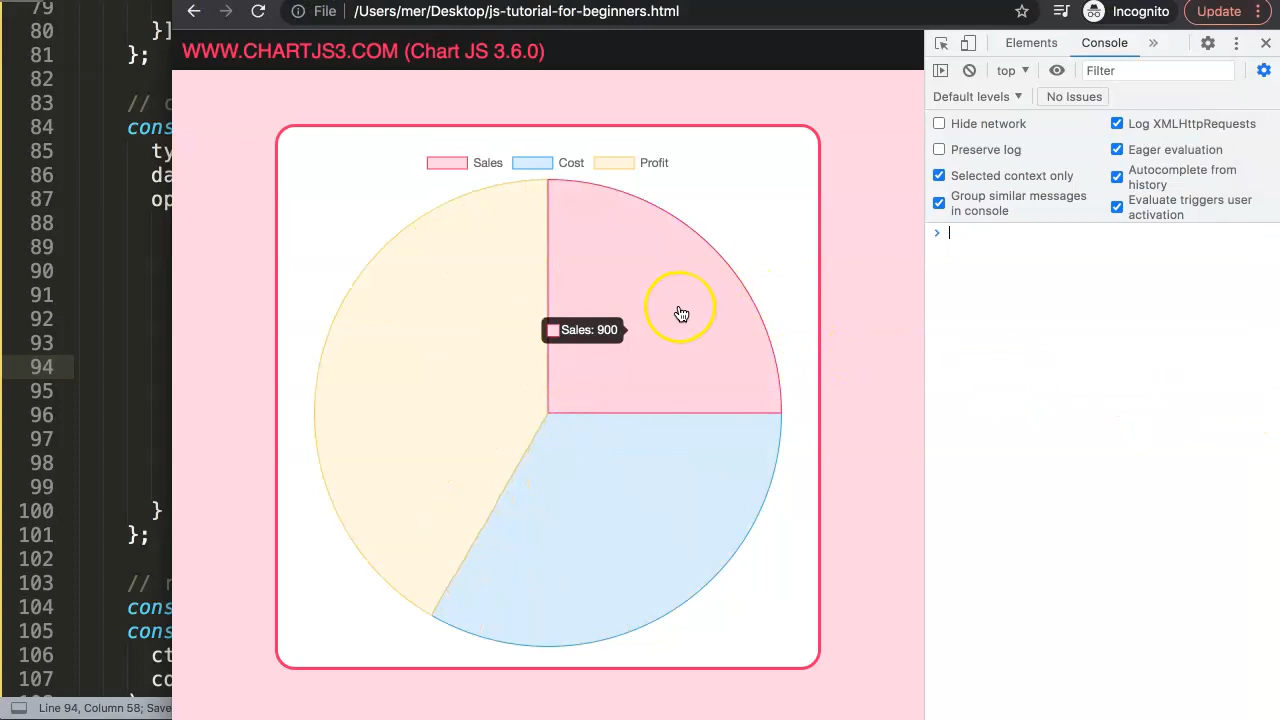 File
/Users/mer/Desktop/js-tutorial-for-beginners.html
Incognito
Update
WWW.CHARTJS3.COM (Chart JS 3.6.0)
Elements
Console
top
Filter
Default levels
No Issues
Hide network
Log XMLHttpRequests
Preserve log
Eager evaluation
Selected context only
Autocomplete from
history
Group similar messages
in console
Evaluate triggers user
activation
Sales
Cost
Profit
Sales: 900
79
80 }]
81 };
82
83 // c
84 cons
85 ty
86 da
87 op
88
89
90
91
92
93
94
95
96
97
98
99
100 }
101 };
102
103 // r
104 cons
105 cons
106 ct
107 co
Line 94, Column 58; Save